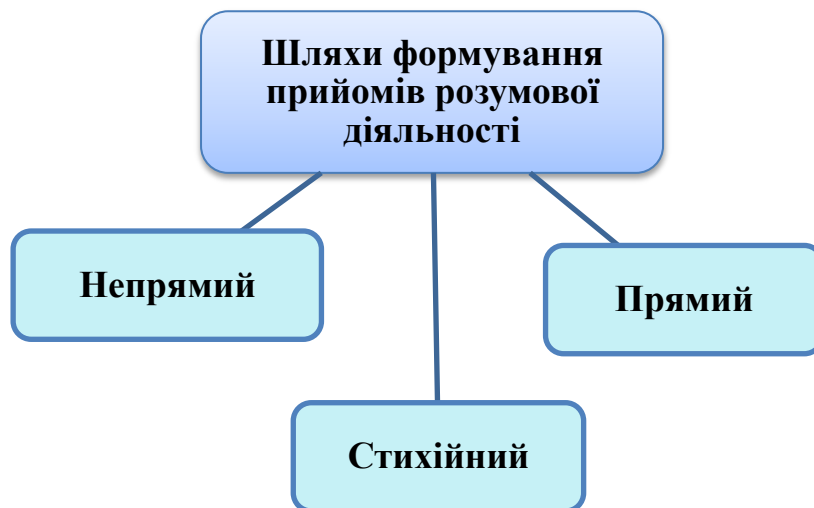 Шляхи формування
прийомів розумової
діяльності
Непрямий
Прямий
Стихійний